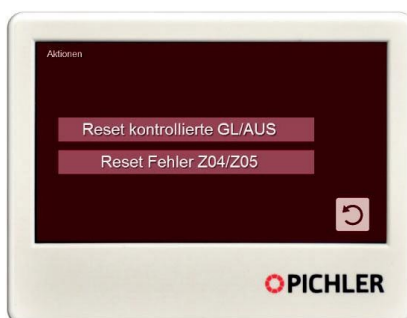 Aktionen
Reset kontrollierte GL/AUS
Reset Fehler Z04/Z05
PICHLER